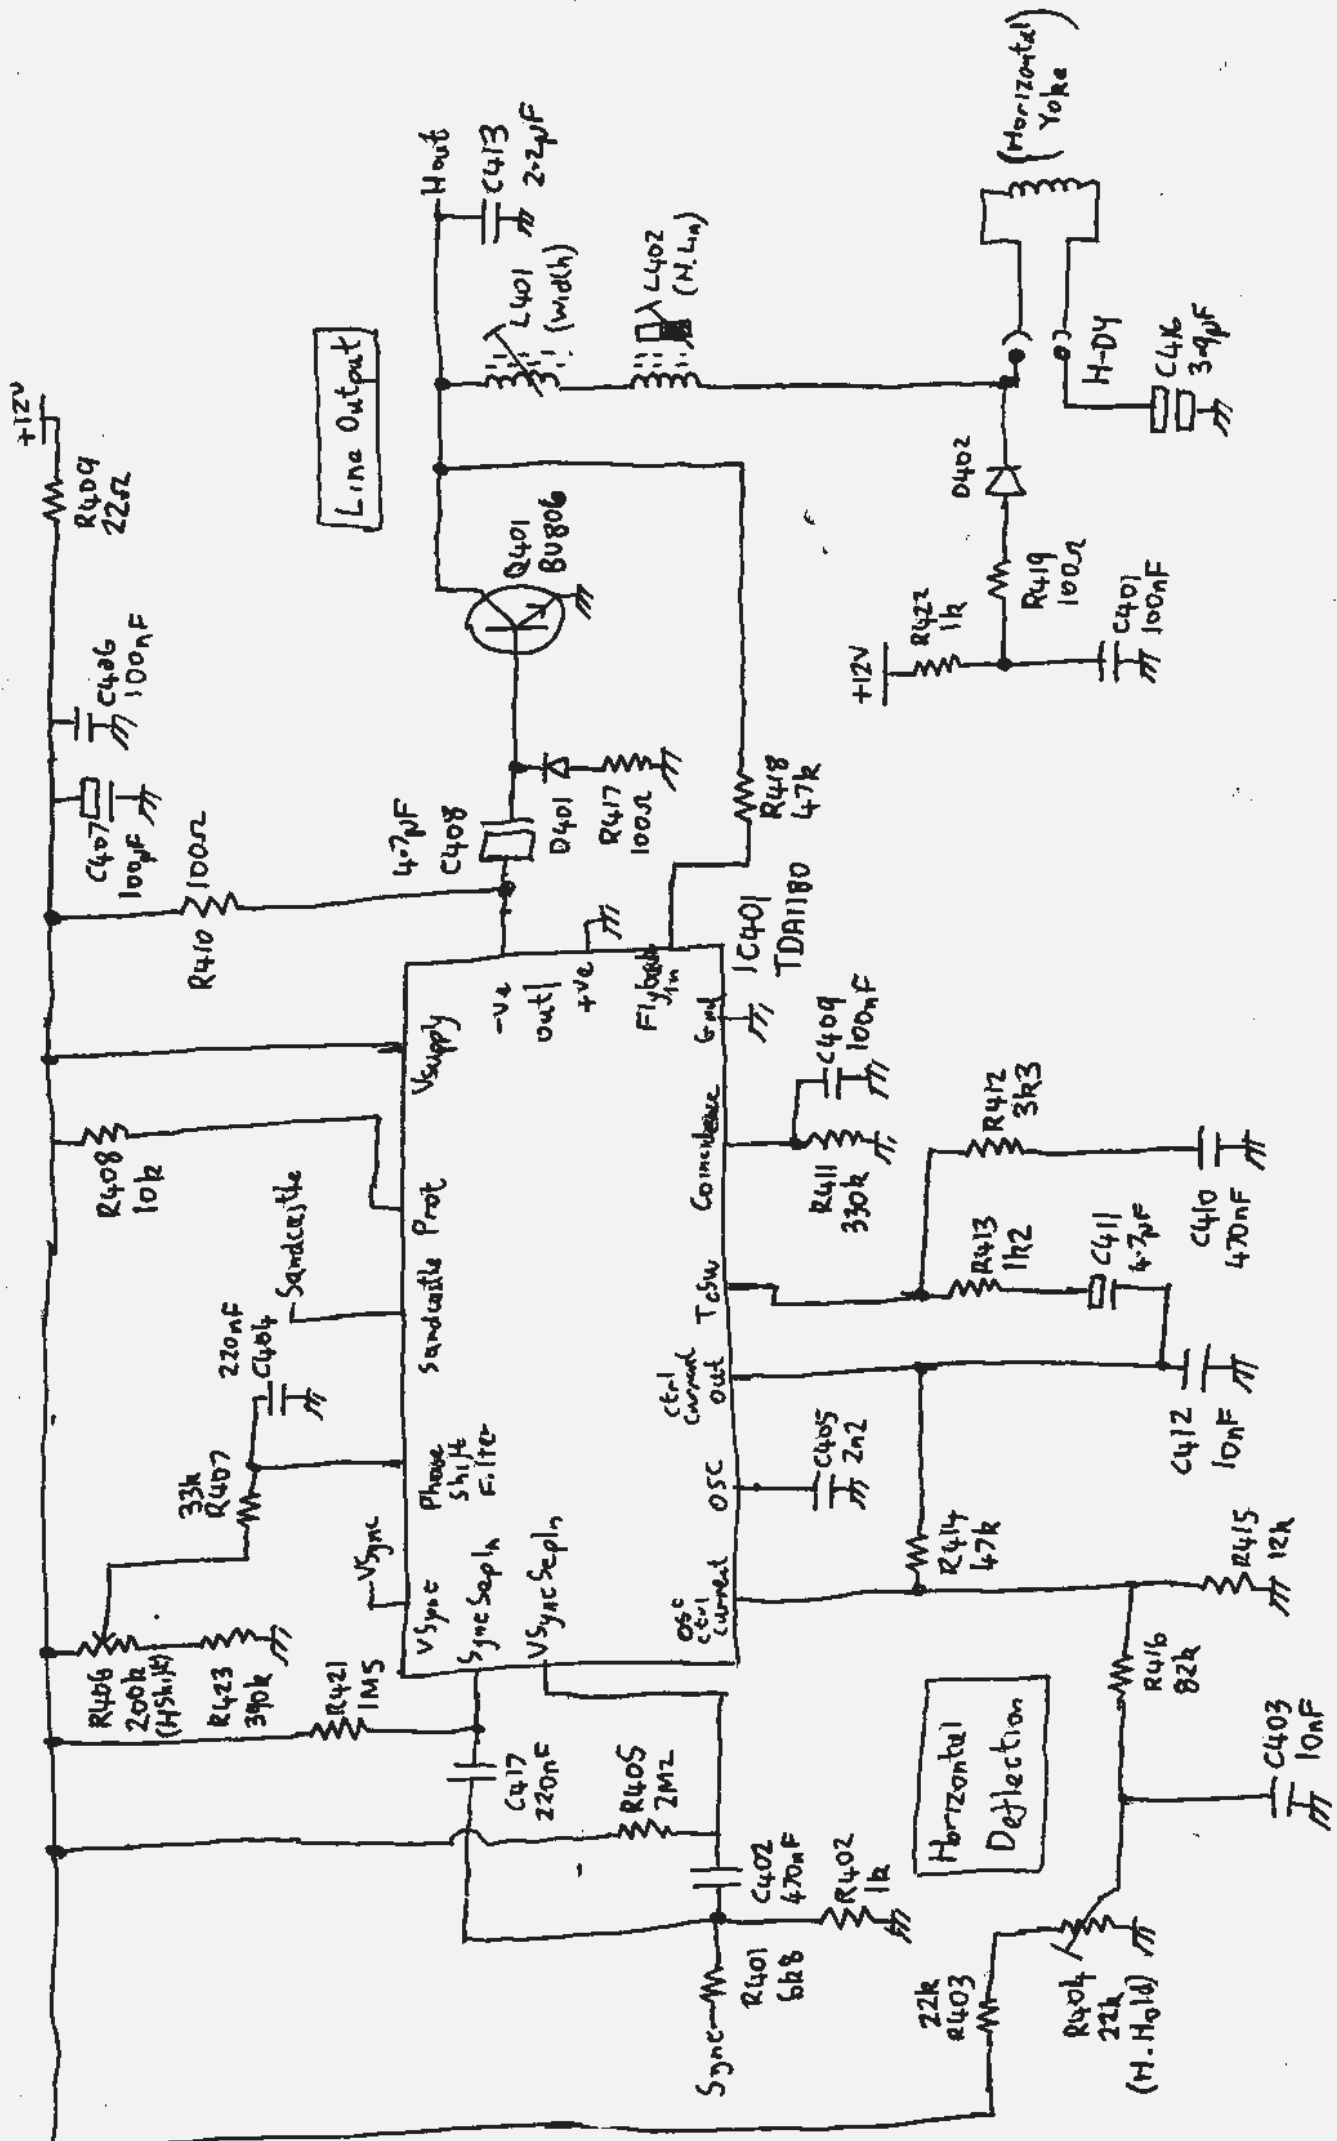 +12V
R409
22Ω
C426
100nF
C407
100µF
R410
100Ω
R408
10k
Sandcastle
220nF
C404
33k
R407
VSync
R406
200k
(HShift)
R423
390k
R421
1M5
C417
220nF
R405
2M2
C402
470nF
R402
1k
Sync
R401
6k8
Line Output
Hout
C413
2.2µF
L401
(Width)
L402
(H.Lin)
Q401
BU806
4.7µF
C408
D401
R417
100Ω
R418
47k
VSync
Phase
Shift
Filter
Sandcastle
Prot
Vsupply
Sync Sepln
VSync Sepln
-ve
out
+ve
Flyback
in
Osc
Ctrl
Current
OSC
Ctrl
Current
Out
TcSW
Coincidence
Gnd
IC401
TDA1180
(Horizontal)
Yoke
H-DY
C416
3.9µF
D402
R419
100Ω
+12V
R422
1k
C401
100nF
C409
100nF
R411
330k
R412
3k3
R413
1k2
C411
4.7µF
C410
470nF
C412
10nF
C405
2n2
R414
47k
R415
12k
R416
82k
C403
10nF
Horizontal
Deflection
22k
R403
R404
22k
(H.Hold)